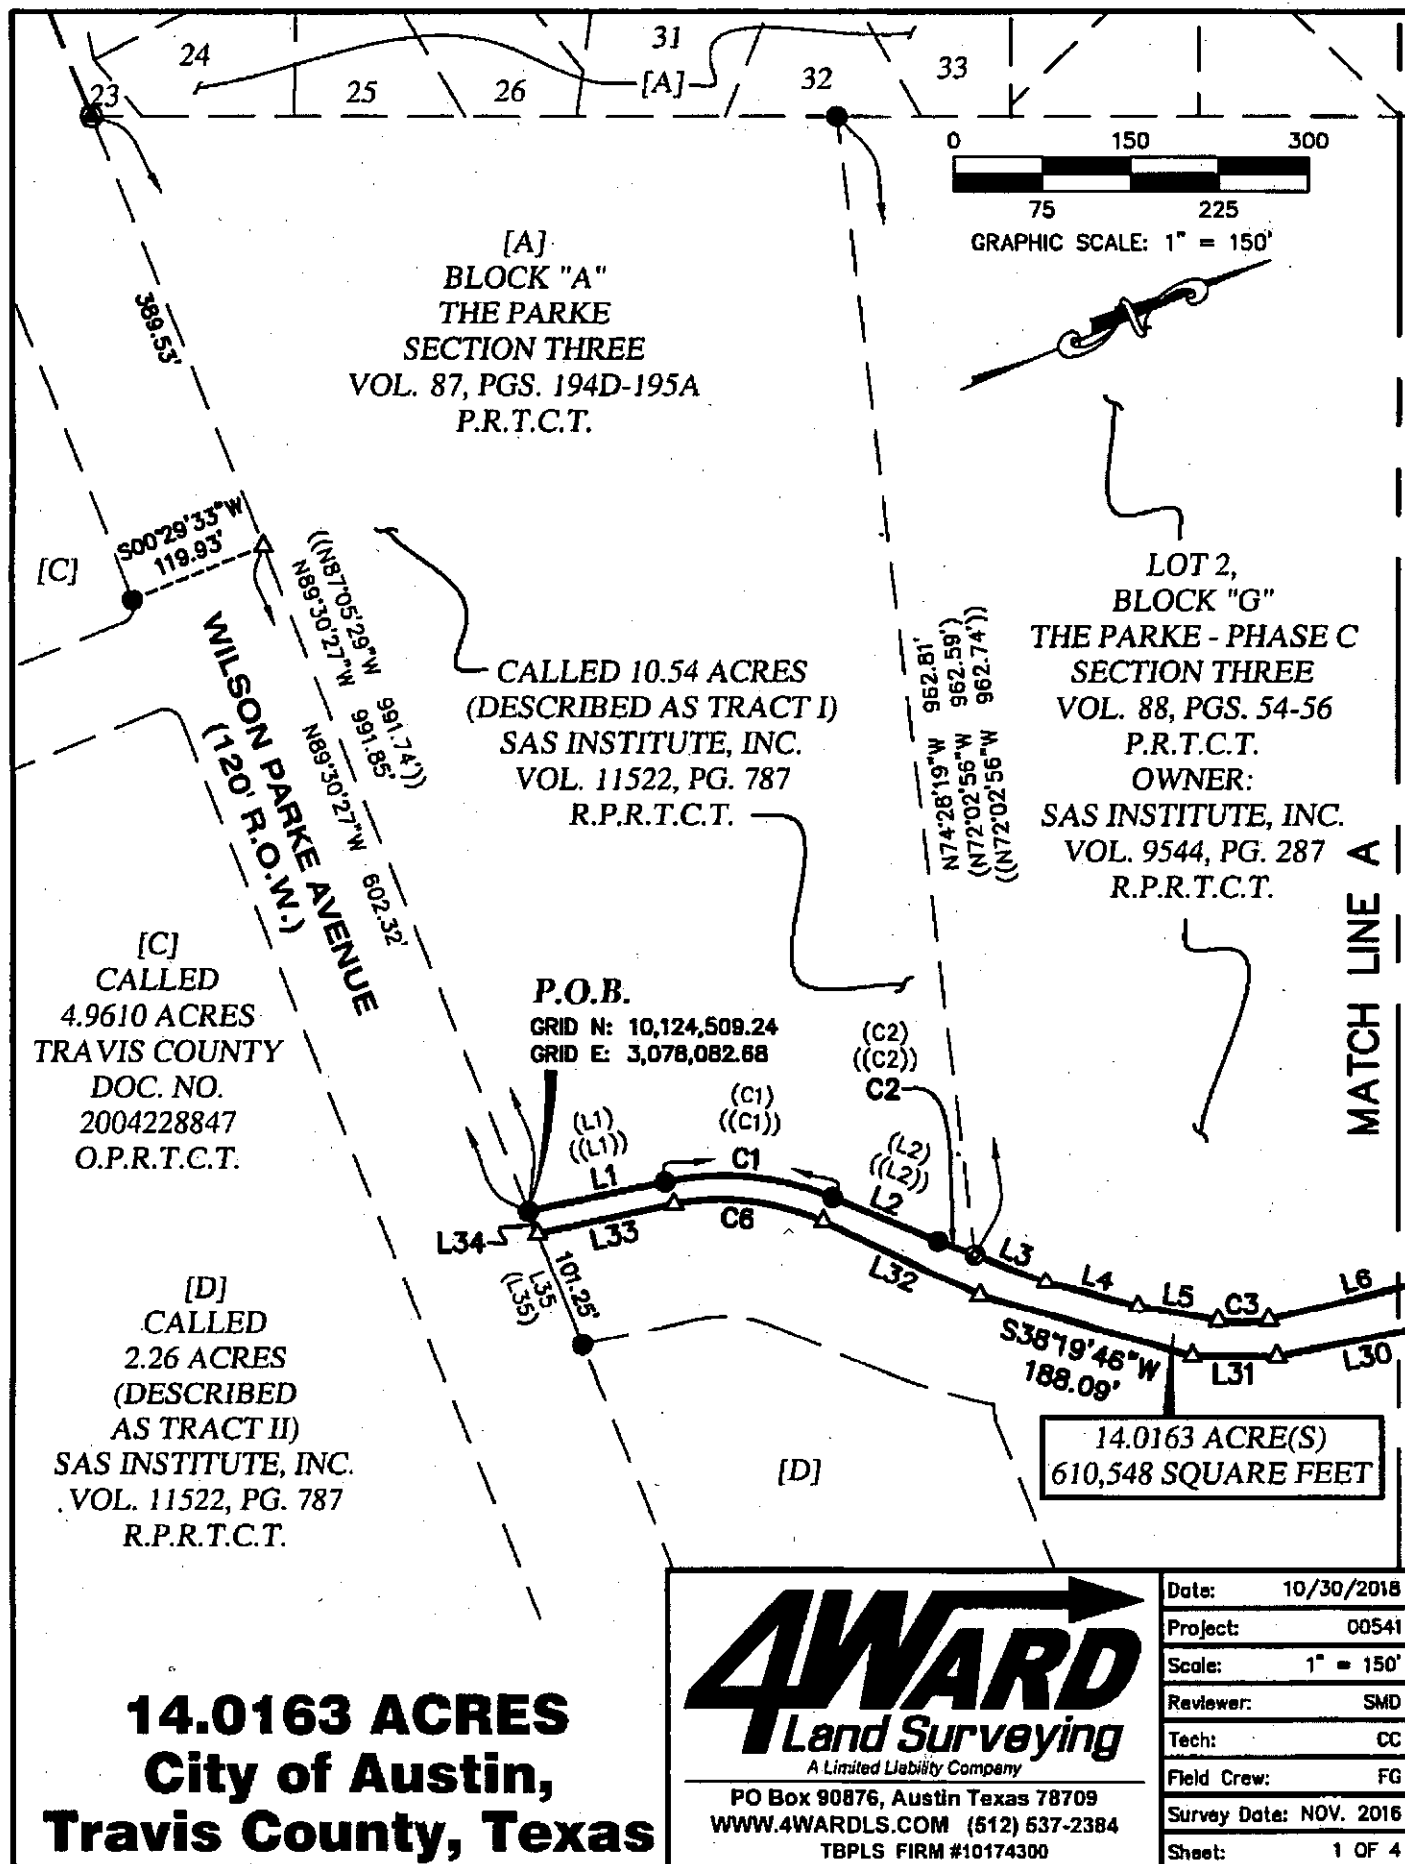 24
31
[A]
32
33
23
25
26
0 150 300
75 225
GRAPHIC SCALE: 1" = 150'
[A]
BLOCK "A"
THE PARKE
SECTION THREE
VOL. 87, PGS. 194D-195A
P.R.T.C.T.
389.53'
S00°29'33"W
119.93'
[C]
((N87°05'29"W 991.74'))
N89°30'27"W 991.85'
N89°30'27"W 602.32'
WILSON PARKE AVENUE
(120' R.O.W.)
CALLED 10.54 ACRES
(DESCRIBED AS TRACT I)
SAS INSTITUTE, INC.
VOL. 11522, PG. 787
R.P.R.T.C.T.
N74°28'19"W 962.81'
(N72°02'56"W 962.59')
((N72°02'56"W 962.74'))
LOT 2,
BLOCK "G"
THE PARKE - PHASE C
SECTION THREE
VOL. 88, PGS. 54-56
P.R.T.C.T.
OWNER:
SAS INSTITUTE, INC.
VOL. 9544, PG. 287
R.P.R.T.C.T.
MATCH LINE A
[C]
CALLED
4.9610 ACRES
TRAVIS COUNTY
DOC. NO.
2004228847
O.P.R.T.C.T.
P.O.B.
GRID N: 10,124,509.24
GRID E: 3,078,082.68
(L1)
((L1))
L1
(C1)
((C1))
C1
(C2)
((C2))
C2
(L2)
((L2))
L2
L3
L4
L5
C3
L6
L34
L33
C6
L32
S38°19'46"W
188.09'
L31
L30
101.25'
L35
(L35)
[D]
CALLED
2.26 ACRES
(DESCRIBED
AS TRACT II)
SAS INSTITUTE, INC.
VOL. 11522, PG. 787
R.P.R.T.C.T.
[D]
14.0163 ACRE(S)
610,548 SQUARE FEET
14.0163 ACRES
City of Austin,
Travis County, Texas
4WARD
Land Surveying
A Limited Liability Company
PO Box 90876, Austin Texas 78709
WWW.4WARDLS.COM (512) 537-2384
TBPLS FIRM #10174300
Date: 10/30/2018
Project: 00541
Scale: 1" = 150'
Reviewer: SMD
Tech: CC
Field Crew: FG
Survey Date: NOV. 2016
Sheet: 1 OF 4